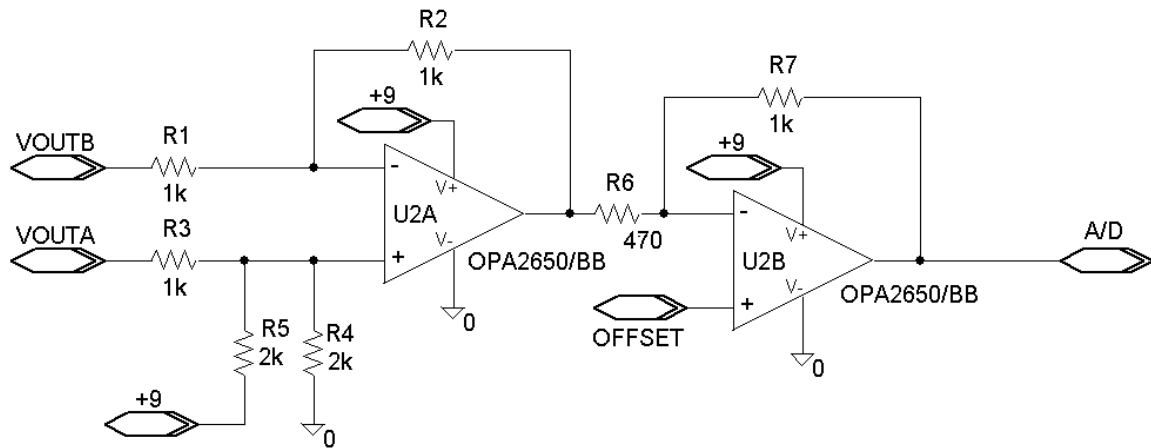 R2
1k
R7
1k
+9
VOUTB
R1
1k
-
V+
U2A
V-
+
OPA2650/BB
0
VOUTA
R3
1k
R5
2k
R4
2k
+9
0
R6
470
+9
-
V+
U2B
V-
+
OPA2650/BB
0
OFFSET
A/D